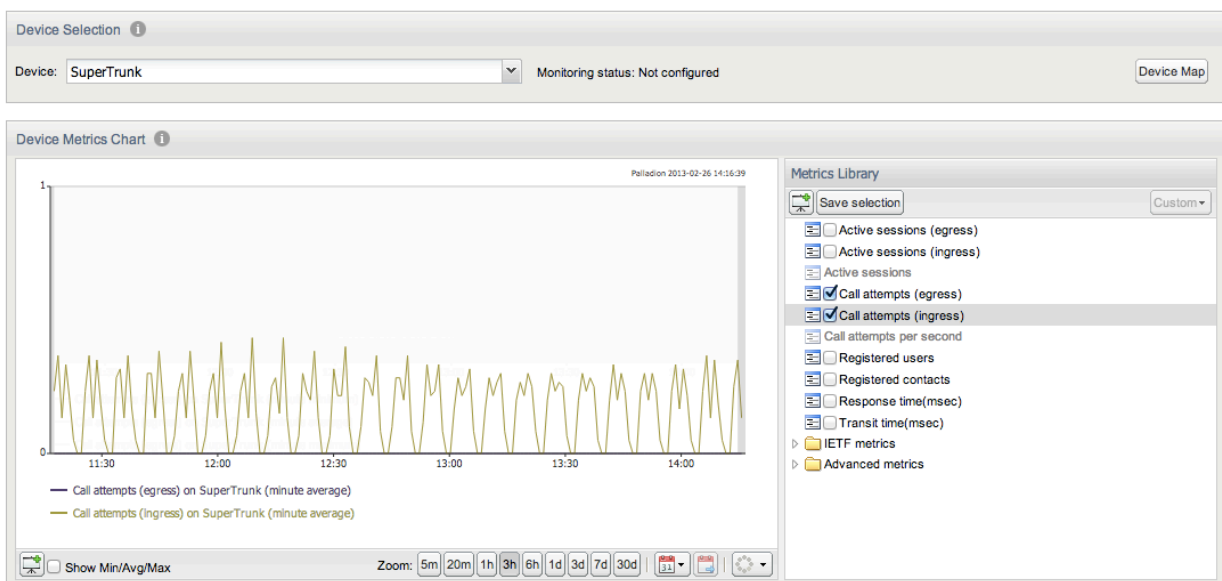 Device Selection
Device: SuperTrunk Monitoring status: Not configured Device Map
Device Metrics Chart
Palladion 2013-02-26 14:16:39
1
0
11:30 12:00 12:30 13:00 13:30 14:00
Call attempts (egress) on SuperTrunk (minute average)
Call attempts (ingress) on SuperTrunk (minute average)
Show Min/Avg/Max Zoom: 5m 20m 1h 3h 6h 1d 3d 7d 30d 31
Metrics Library
Save selection Custom
Active sessions (egress)
Active sessions (ingress)
Active sessions
Call attempts (egress)
Call attempts (ingress)
Call attempts per second
Registered users
Registered contacts
Response time(msec)
Transit time(msec)
IETF metrics
Advanced metrics